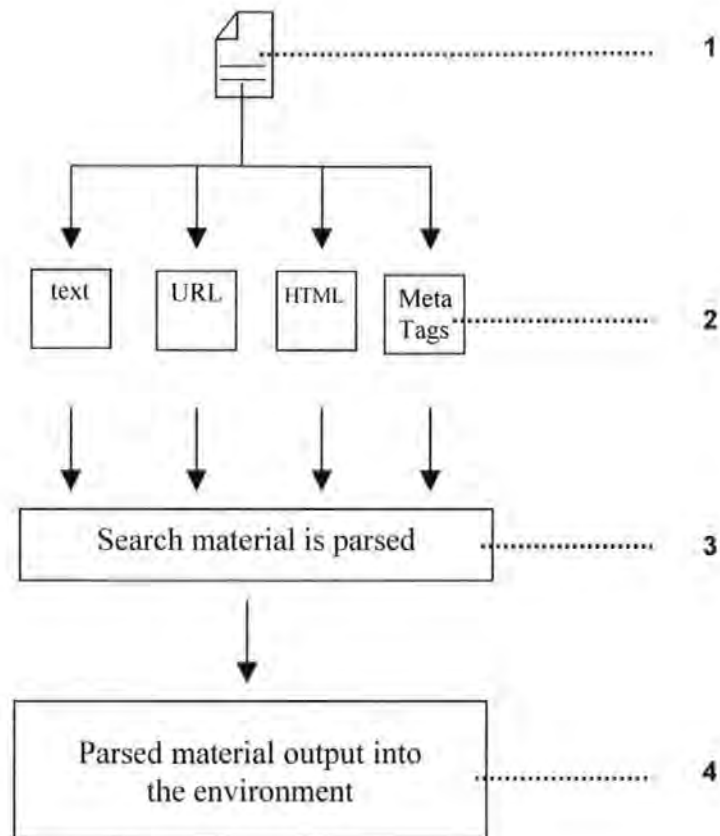 1
text
URL
HTML
Meta
Tags
2
Search material is parsed
3
Parsed material output into
the environment
4